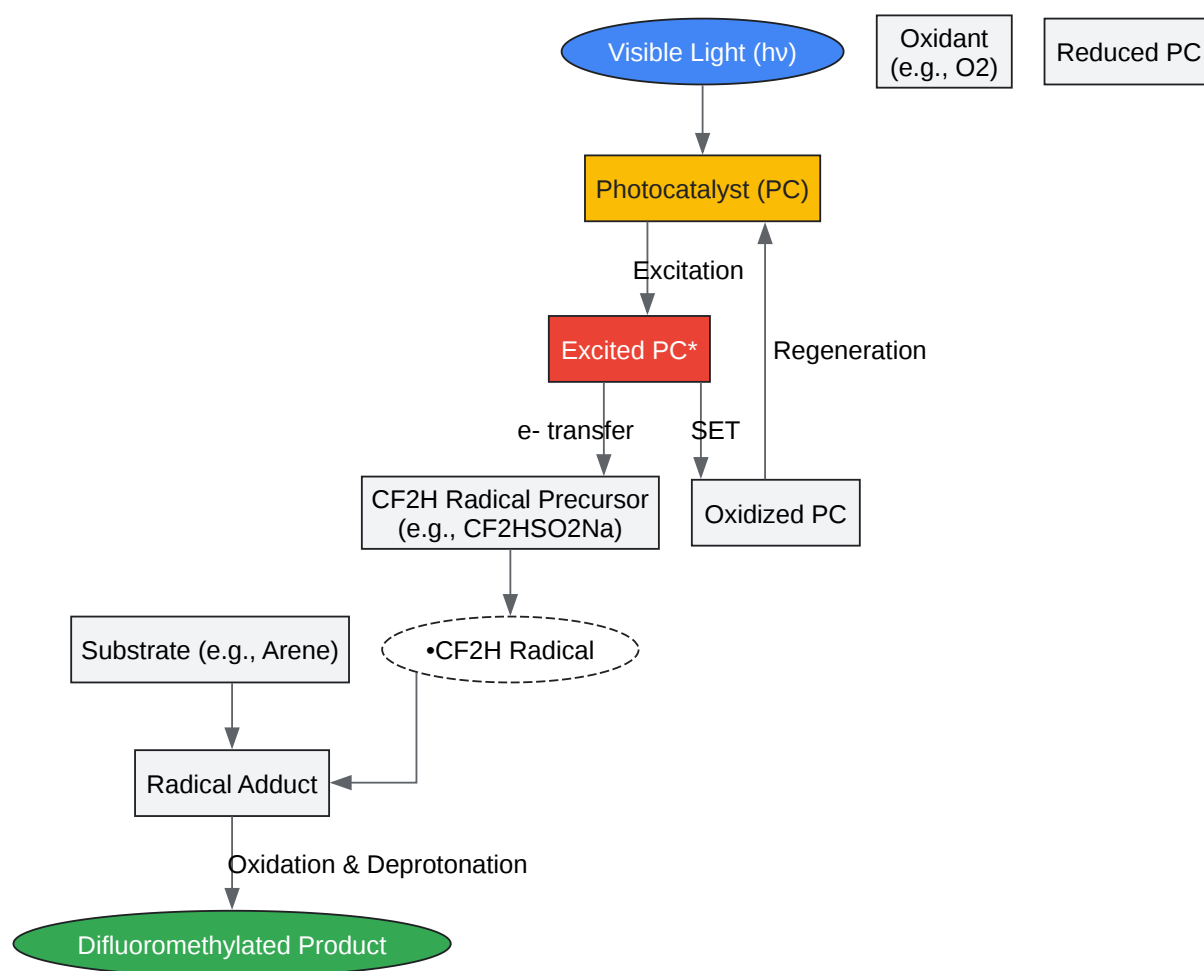 Visible Light (hν)
Oxidant
(e.g., O2)
Reduced PC
Photocatalyst (PC)
Excitation
Excited PC*
Regeneration
e- transfer
SET
CF2H Radical Precursor
(e.g., CF2HSO2Na)
Oxidized PC
Substrate (e.g., Arene)
•CF2H Radical
Radical Adduct
Oxidation & Deprotonation
Difluoromethylated Product